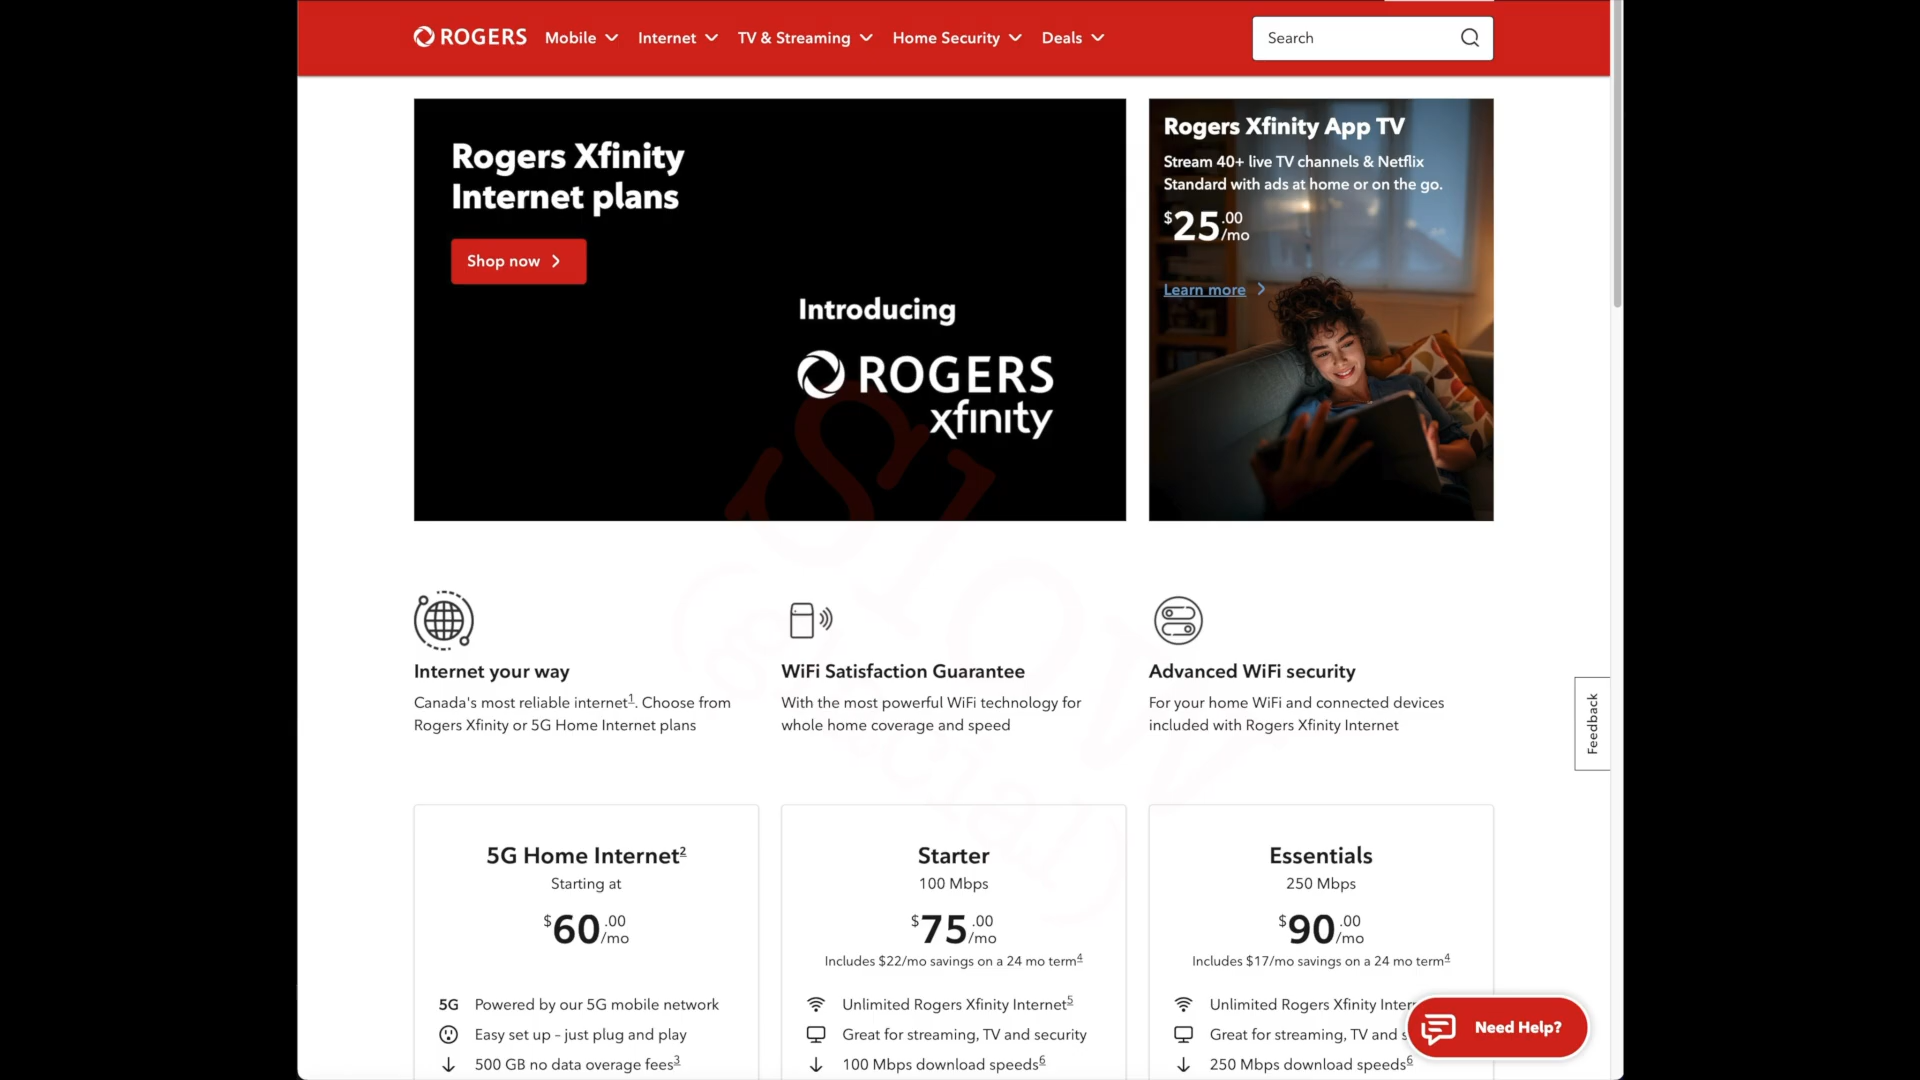 ROGERS
Mobile
Internet
TV & Streaming
Home Security
Deals
Search
Rogers Xfinity
Internet plans
Shop now
Introducing
ROGERS
xfinity
Rogers Xfinity App TV
Stream 40+ live TV channels & Netflix
Standard with ads at home or on the go.
$25.00/mo
Learn more
Internet your way
Canada's most reliable internet1. Choose from
Rogers Xfinity or 5G Home Internet plans
WiFi Satisfaction Guarantee
With the most powerful WiFi technology for
whole home coverage and speed
Advanced WiFi security
For your home WiFi and connected devices
included with Rogers Xfinity Internet
Feedback
5G Home Internet2
Starting at
$60.00/mo
5G Powered by our 5G mobile network
Easy set up – just plug and play
500 GB no data overage fees3
Starter
100 Mbps
$75.00/mo
Includes $22/mo savings on a 24 mo term4
Unlimited Rogers Xfinity Internet5
Great for streaming, TV and security
100 Mbps download speeds6
Essentials
250 Mbps
$90.00/mo
Includes $17/mo savings on a 24 mo term4
Unlimited Rogers Xfinity Inter
Great for streaming, TV and s
250 Mbps download speeds6
Need Help?